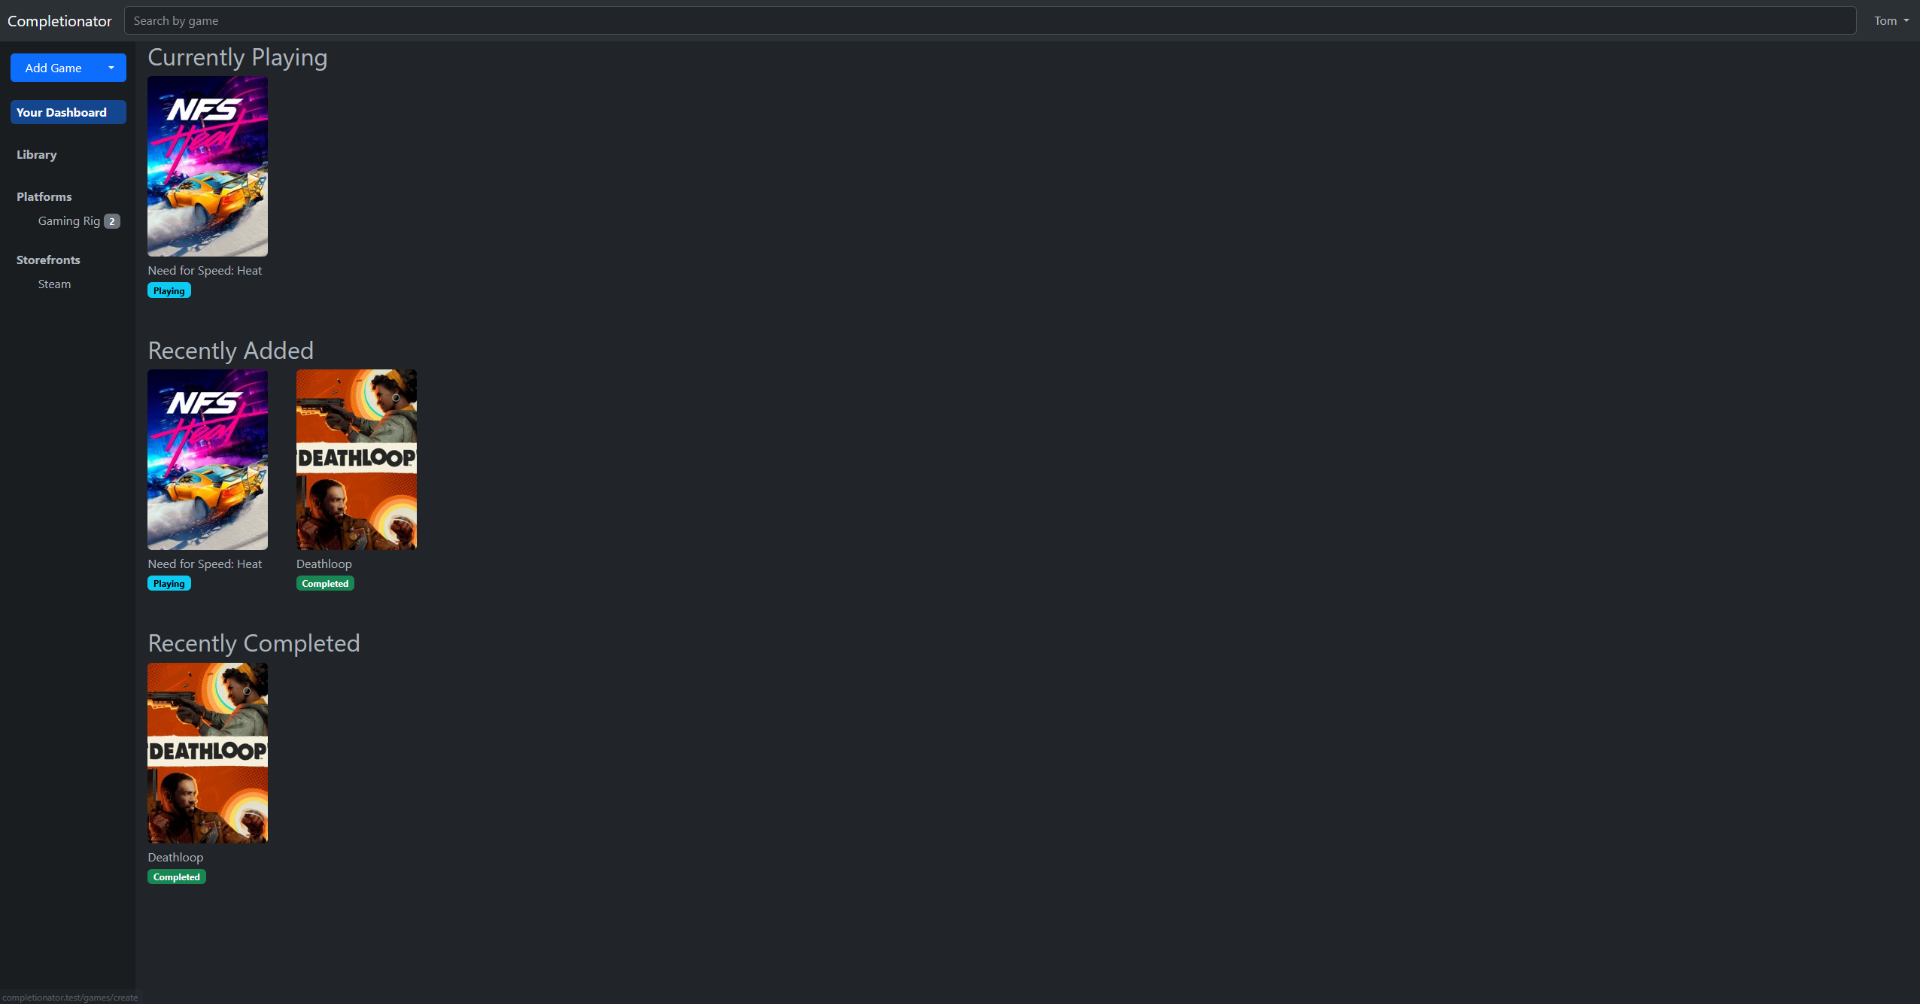 Completionator
Search by game
Tom
Add Game
Your Dashboard
Library
Platforms
Gaming Rig 2
Storefronts
Steam
Currently Playing
NFS
Heat
Need for Speed: Heat
Playing
Recently Added
NFS
Heat
Need for Speed: Heat
Playing
DEATHLOOP
Deathloop
Completed
Recently Completed
DEATHLOOP
Deathloop
Completed
completionator.test/games/create